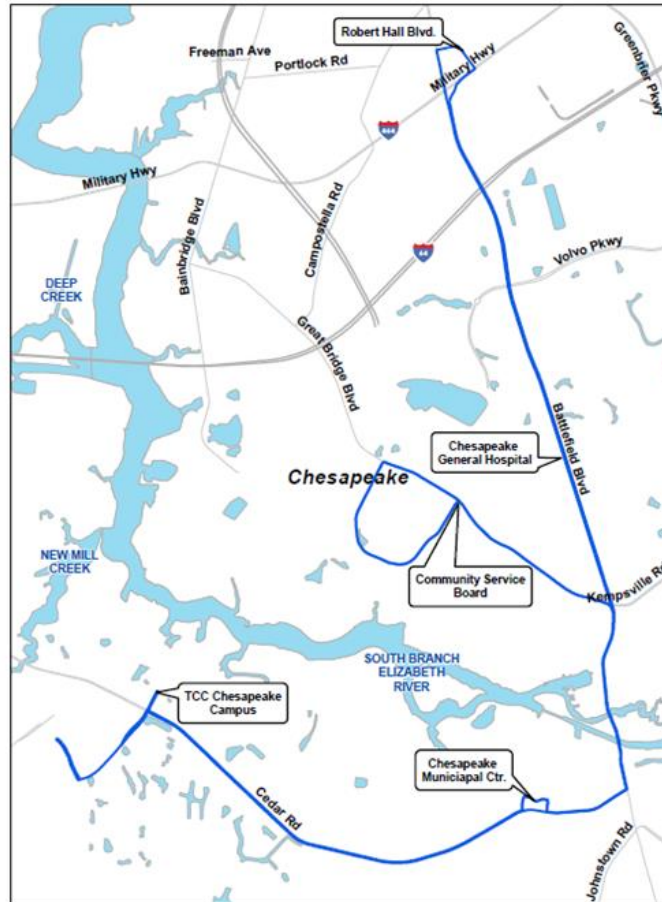 Robert Hall Blvd.
Freeman Ave
Portlock Rd
Military Hwy
Greenbrier Pkwy
464
Military Hwy
Campostella Rd
Bainbridge Blvd
64
Volvo Pkwy
DEEP
CREEK
Great Bridge Blvd
Battlefield Blvd
Chesapeake
General Hospital
Chesapeake
NEW MILL
CREEK
Community Service
Board
Kempsville Rd
SOUTH BRANCH
ELIZABETH
RIVER
TCC Chesapeake
Campus
Chesapeake
Municiapal Ctr.
Cedar Rd
Johnstown Rd